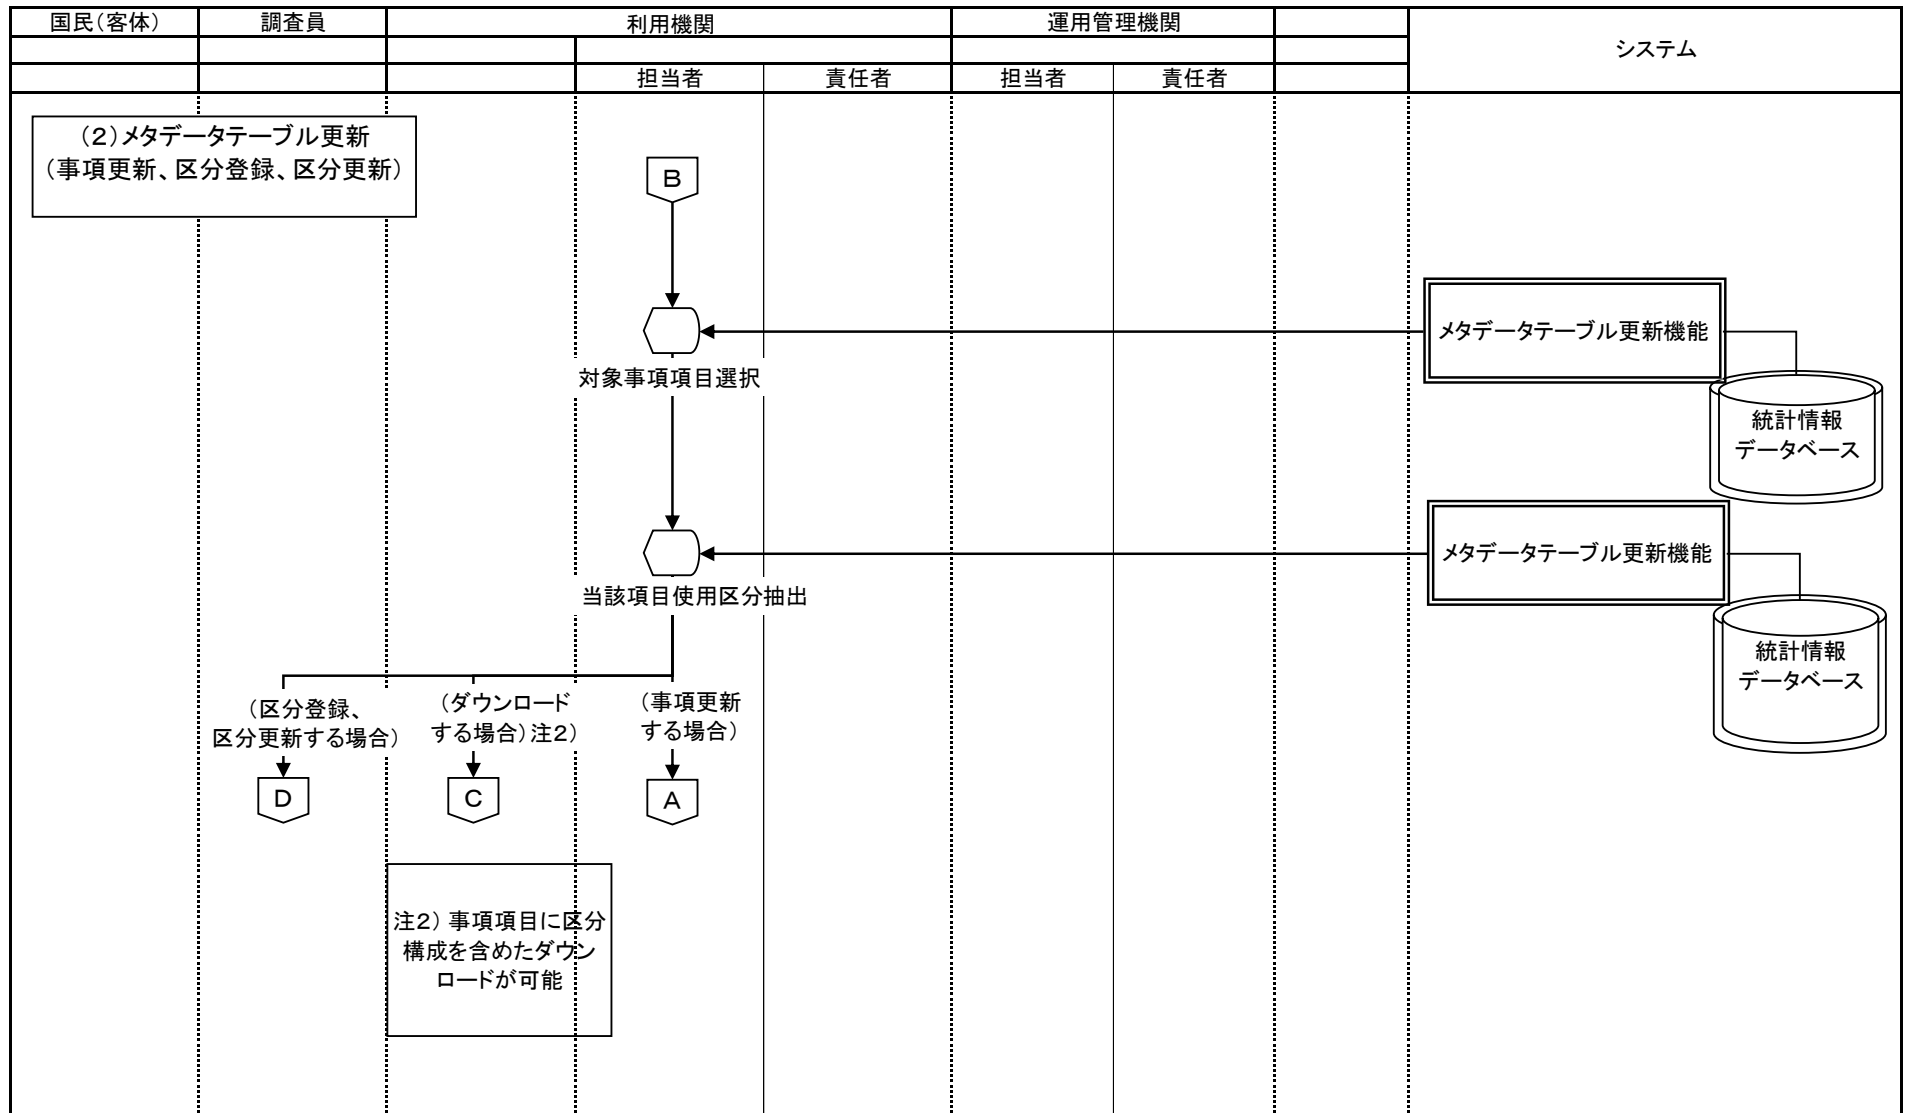 国民（客体）
調査員
利用機関
運用管理機関
システム
担当者
責任者
担当者
責任者
（２）メタデータテーブル更新
（事項更新、区分登録、区分更新）
B
メタデータテーブル更新機能
対象事項項目選択
統計情報
データベース
メタデータテーブル更新機能
当該項目使用区分抽出
統計情報
データベース
（区分登録、
区分更新する場合）
（ダウンロード
する場合）注２）
（事項更新
する場合）
D
C
A
注２） 事項項目に区分
構成を含めたダウン
ロードが可能